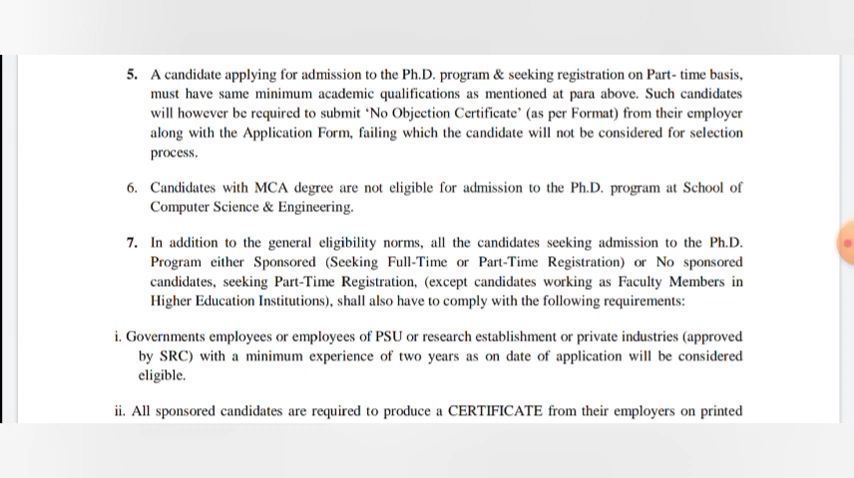 5. A candidate applying for admission to the Ph.D. program & seeking registration on Part- time basis,
must have same minimum academic qualifications as mentioned at para above. Such candidates
will however be required to submit 'No Objection Certificate' (as per Format) from their employer
along with the Application Form, failing which the candidate will not be considered for selection
process.
6. Candidates with MCA degree are not eligible for admission to the Ph.D. program at School of
Computer Science & Engineering.
7. In addition to the general eligibility norms, all the candidates seeking admission to the Ph.D.
Program either Sponsored (Seeking Full-Time or Part-Time Registration) or No sponsored
candidates, seeking Part-Time Registration, (except candidates working as Faculty Members in
Higher Education Institutions), shall also have to comply with the following requirements:
i. Governments employees or employees of PSU or research establishment or private industries (approved
by SRC) with a minimum experience of two years as on date of application will be considered
eligible.
ii. All sponsored candidates are required to produce a CERTIFICATE from their employers on printed